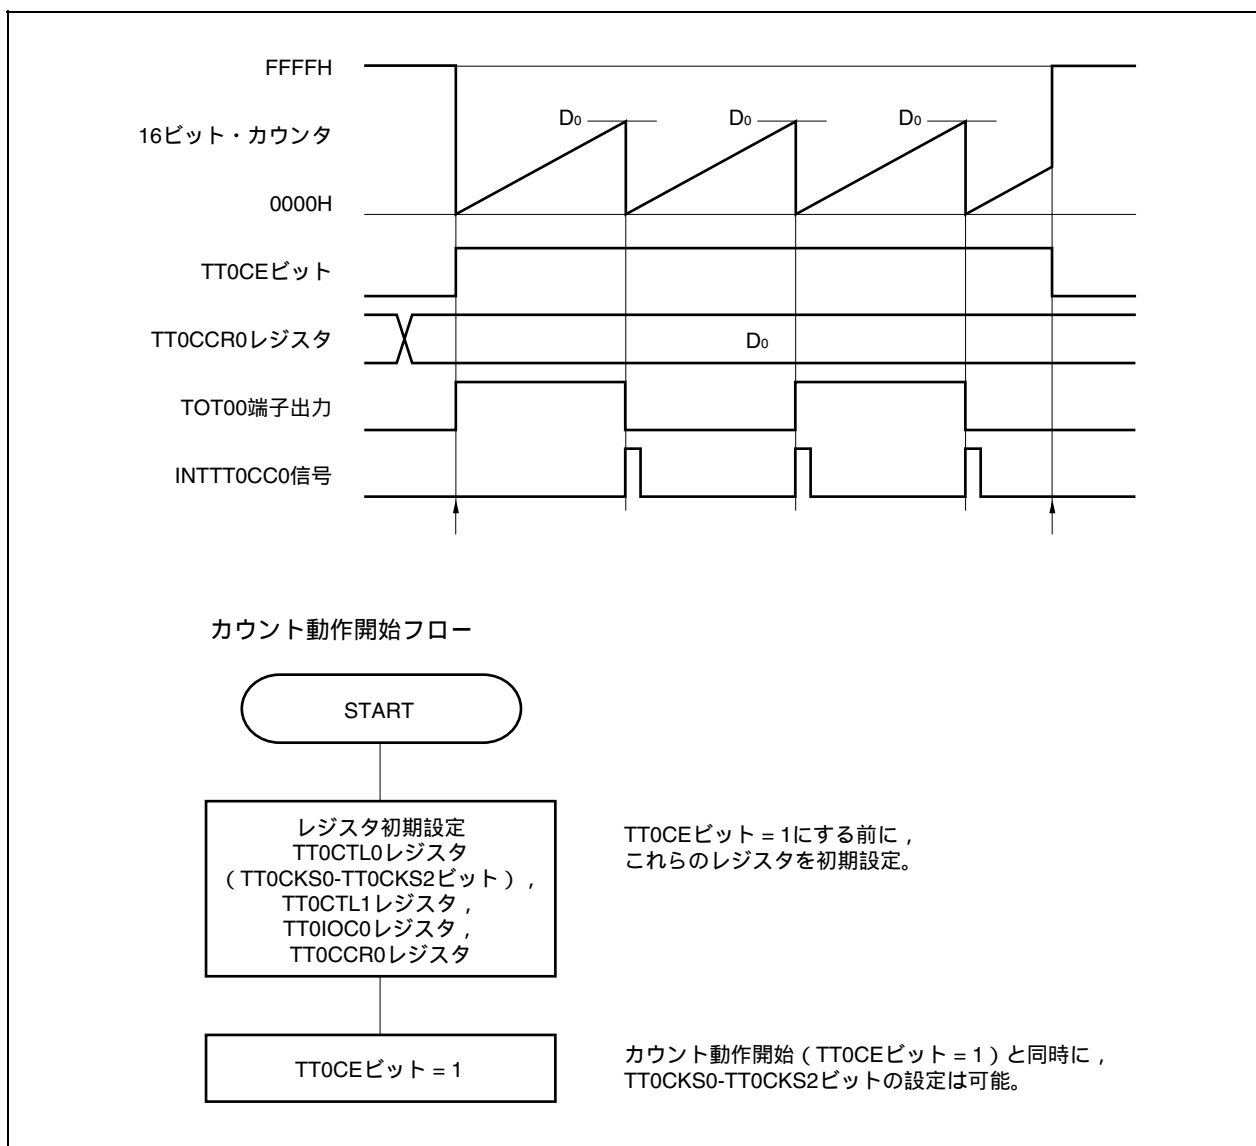 FFFFH
D0 D0 D0
16ビット・カウンタ
0000H
TT0CEビット
TT0CCR0レジスタ D0
TOT00端子出力
INTTT0CC0信号
カウント動作開始フロー
START
レジスタ初期設定
TT0CTL0レジスタ
（TT0CKS0-TT0CKS2ビット），
TT0CTL1レジスタ，
TT0IOC0レジスタ，
TT0CCR0レジスタ
TT0CEビット = 1にする前に，
これらのレジスタを初期設定。
TT0CEビット = 1
カウント動作開始（TT0CEビット = 1）と同時に，
TT0CKS0-TT0CKS2ビットの設定は可能。